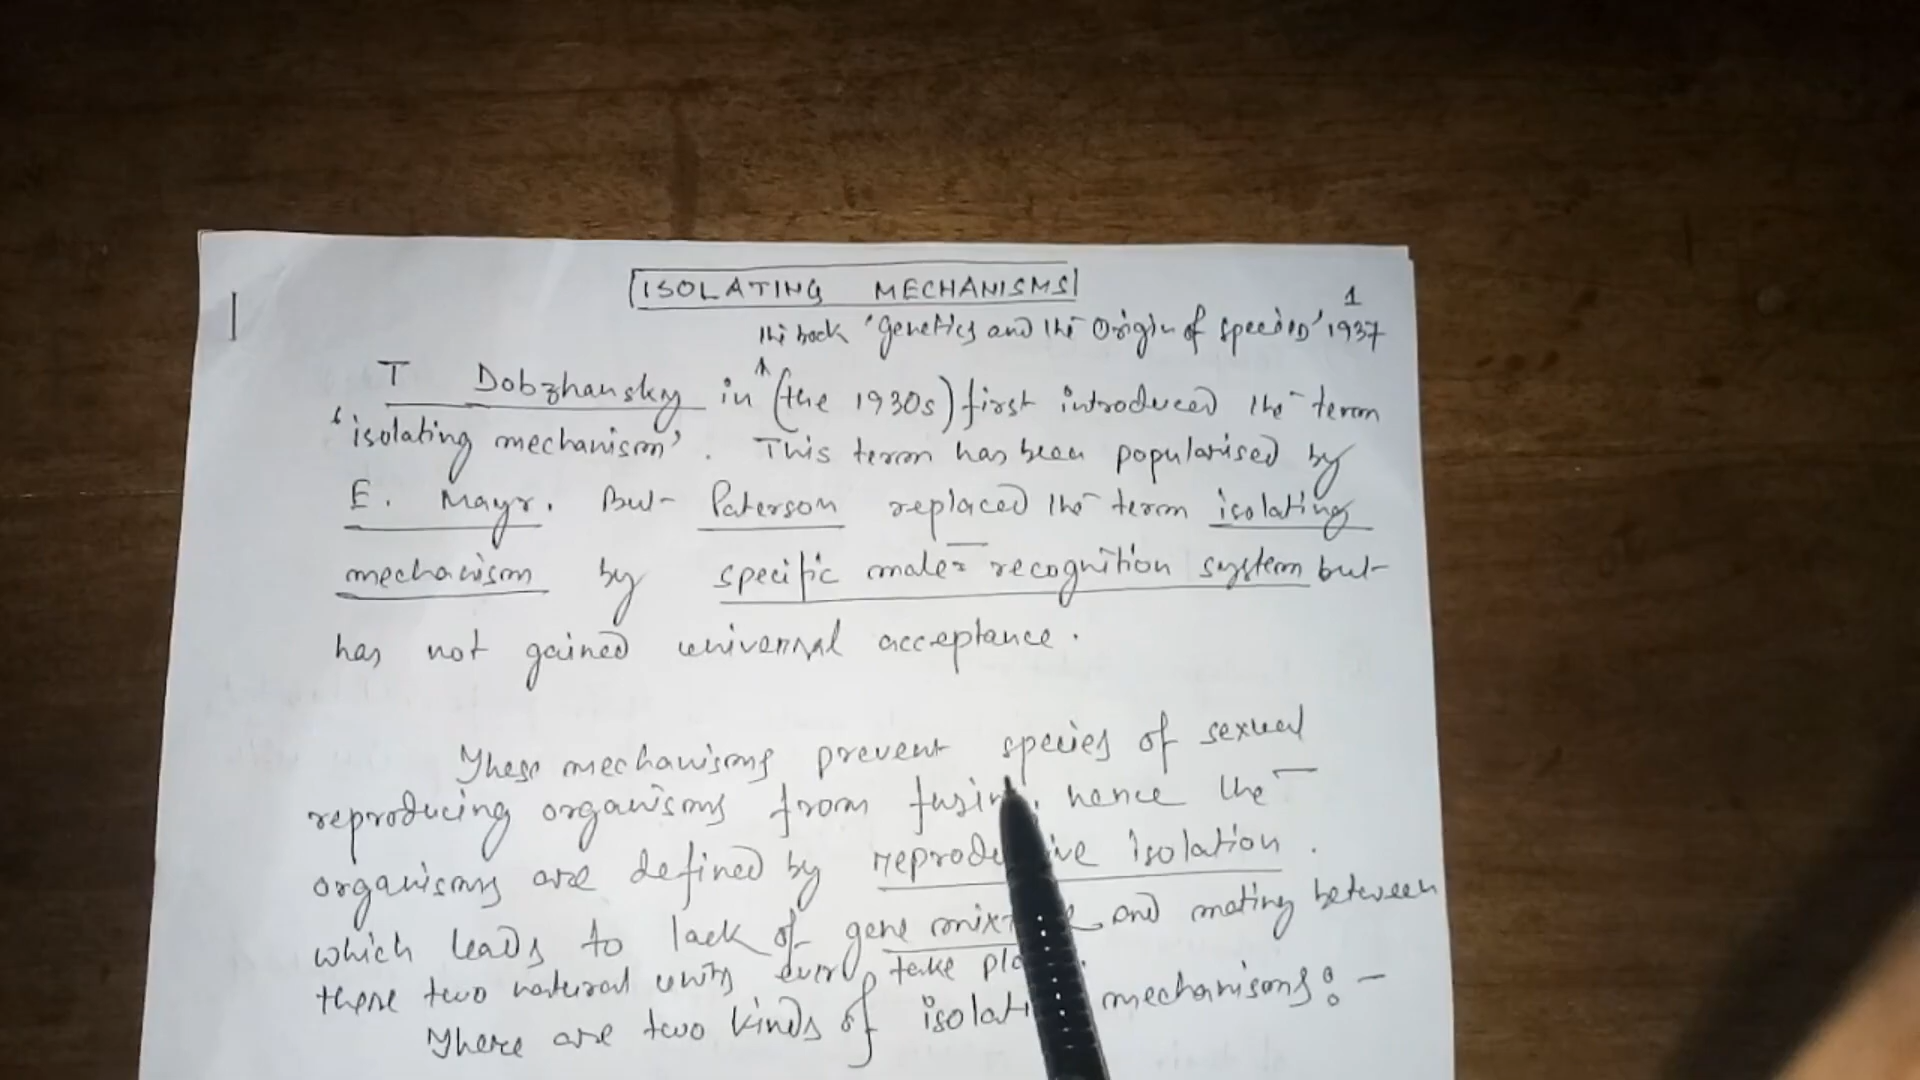 ISOLATING MECHANISMS
1
the book 'Genetics and the Origin of species' 1937
T Dobzhansky in ^ (the 1930s) first introduced the term
'isolating mechanism'. This term has been popularised by
E. Mayr. But Paterson replaced the term isolating
mechanism by specific mate-recognition system but
has not gained universal acceptance.
These mechanisms prevent species of sexual
reproducing organisms from hence the
organisms are defined by isolation.
which leads to lack of gene and mating between
these two natural units take
There are two kinds of mechanisms:-